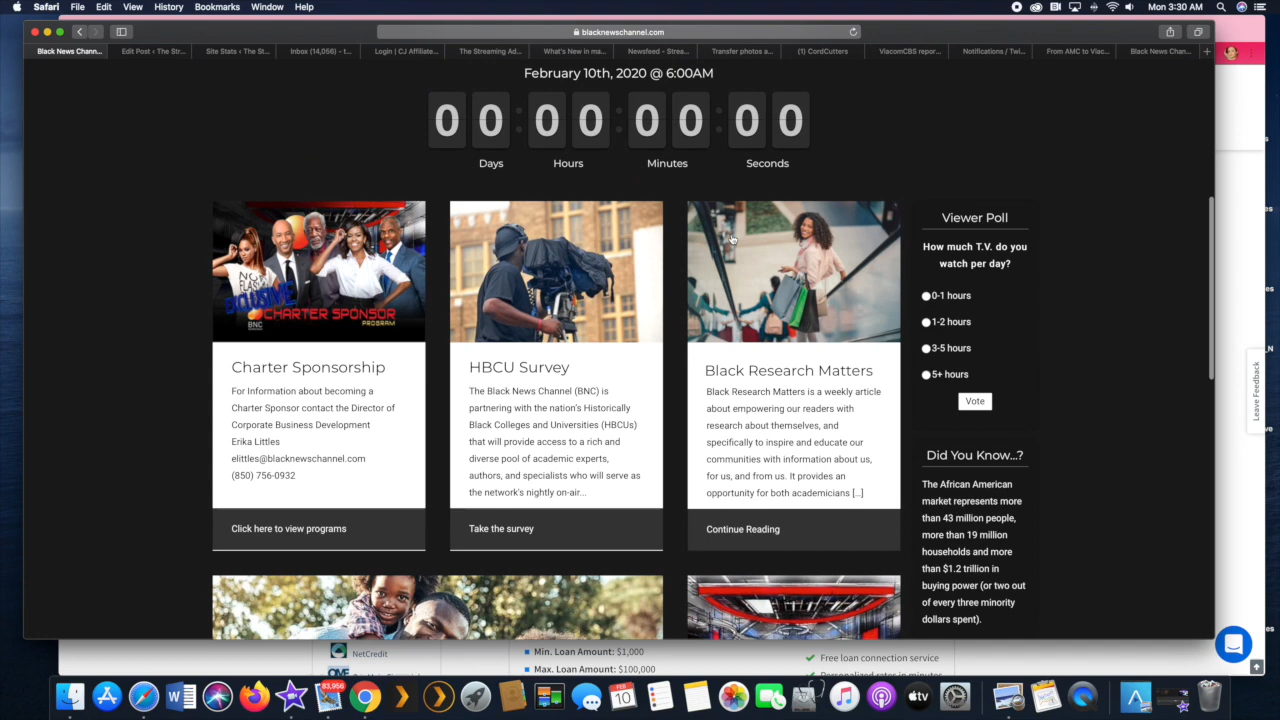 Safari File Edit View History Bookmarks Window Help
Mon 3:30 AM
blacknewschannel.com
Black News Chann...
Edit Post ‹ The Str...
Site Stats ‹ The St...
Inbox (14,056) - t...
Login | CJ Affiliate...
The Streaming Ad...
What's New in ma...
Newsfeed - Strea...
Transfer photos a...
(1) CordCutters
ViacomCBS repor...
Notifications / Twi...
From AMC to Viac...
Black News Chan...
February 10th, 2020 @ 6:00AM
0 0 : 0 0 : 0 0 : 0 0
Days Hours Minutes Seconds
EXCLUSIVE
CHARTER SPONSOR
PROGRAM
BNC
Charter Sponsorship
For Information about becoming a
Charter Sponsor contact the Director of
Corporate Business Development
Erika Littles
elittles@blacknewschannel.com
(850) 756-0932
Click here to view programs
HBCU Survey
The Black News Channel (BNC) is
partnering with the nation's Historically
Black Colleges and Universities (HBCUs)
that will provide access to a rich and
diverse pool of academic experts,
authors, and specialists who will serve as
the network's nightly on-air...
Take the survey
Black Research Matters
Black Research Matters is a weekly article
about empowering our readers with
research about themselves, and
specifically to inspire and educate our
communities with information about us,
for us, and from us. It provides an
opportunity for both academicians [...]
Continue Reading
Viewer Poll
How much T.V. do you
watch per day?
0-1 hours
1-2 hours
3-5 hours
5+ hours
Vote
Did You Know...?
The African American
market represents more
than 43 million people,
more than 19 million
households and more
than $1.2 trillion in
buying power (or two out
of every three minority
dollars spent).
Leave Feedback
NetCredit
Min. Loan Amount: $1,000
Max. Loan Amount: $100,000
Free loan connection service
83,956
FEB
10
tv